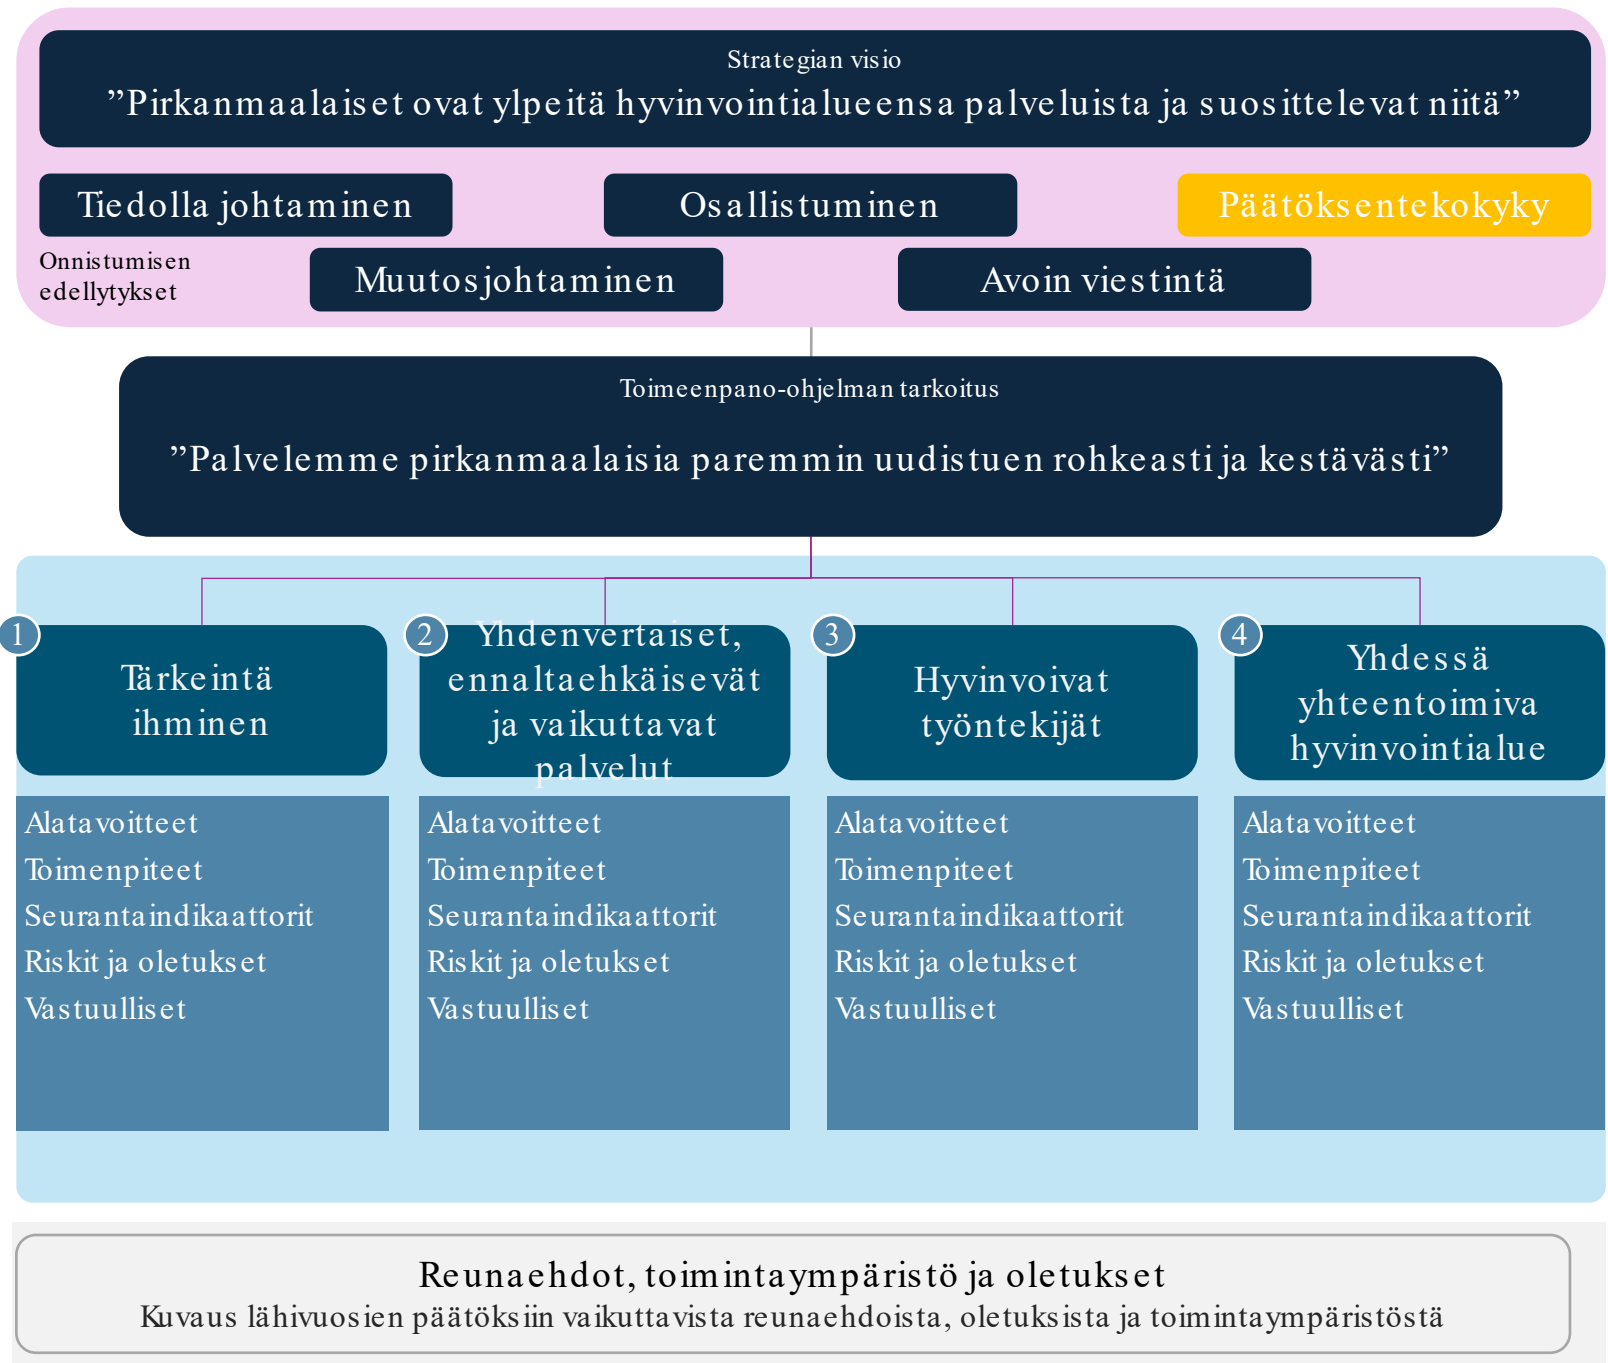 Strategian visio
”Pirkanmaalaiset ovat ylpeitä hyvinvointialueensa palveluista ja suosittelevat niitä”
Tiedolla johtaminen
Osallistuminen
Päätöksentekokyky
Onnistumisen
edellytykset
Muutosjohtaminen
Avoin viestintä
Toimeenpano-ohjelman tarkoitus
”Palvelemme pirkanmaalaisia paremmin uudistuen rohkeasti ja kestävästi”
1
Tärkeintä
ihminen
Alatavoitteet
Toimenpiteet
Seurantaindikaattorit
Riskit ja oletukset
Vastuulliset
2
Yhdenvertaiset,
ennaltaehkäisevät
ja vaikuttavat
palvelut
Alatavoitteet
Toimenpiteet
Seurantaindikaattorit
Riskit ja oletukset
Vastuulliset
3
Hyvinvoivat
työntekijät
Alatavoitteet
Toimenpiteet
Seurantaindikaattorit
Riskit ja oletukset
Vastuulliset
4
Yhdessä
yhteentoimiva
hyvinvointialue
Alatavoitteet
Toimenpiteet
Seurantaindikaattorit
Riskit ja oletukset
Vastuulliset
Reunaehdot, toimintaympäristö ja oletukset
Kuvaus lähivuosien päätöksiin vaikuttavista reunaehdoista, oletuksista ja toimintaympäristöstä